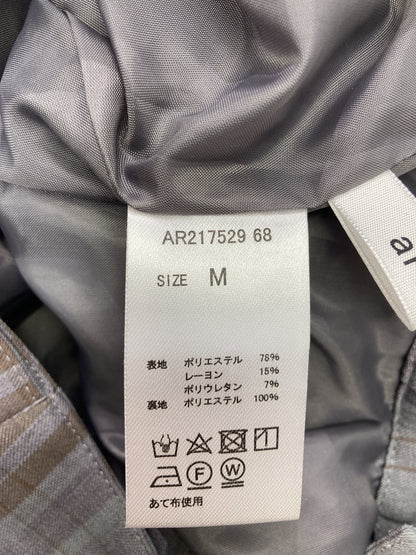 AR217529 68
SIZE M
表地 ポリエステル 78%
レーヨン 15%
ポリウレタン 7%
裏地 ポリエステル 100%
F W
あて布使用